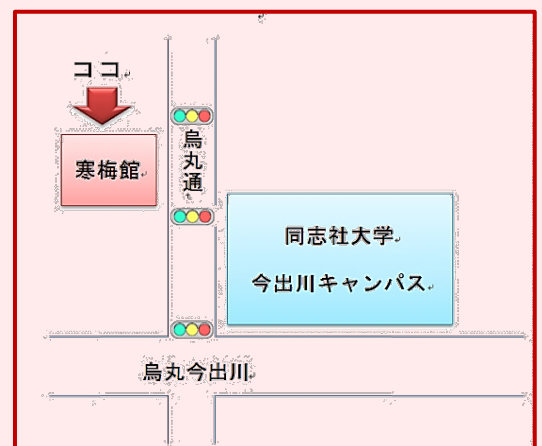 ココ
寒梅館
烏丸通
同志社大学
今出川キャンパス
烏丸今出川